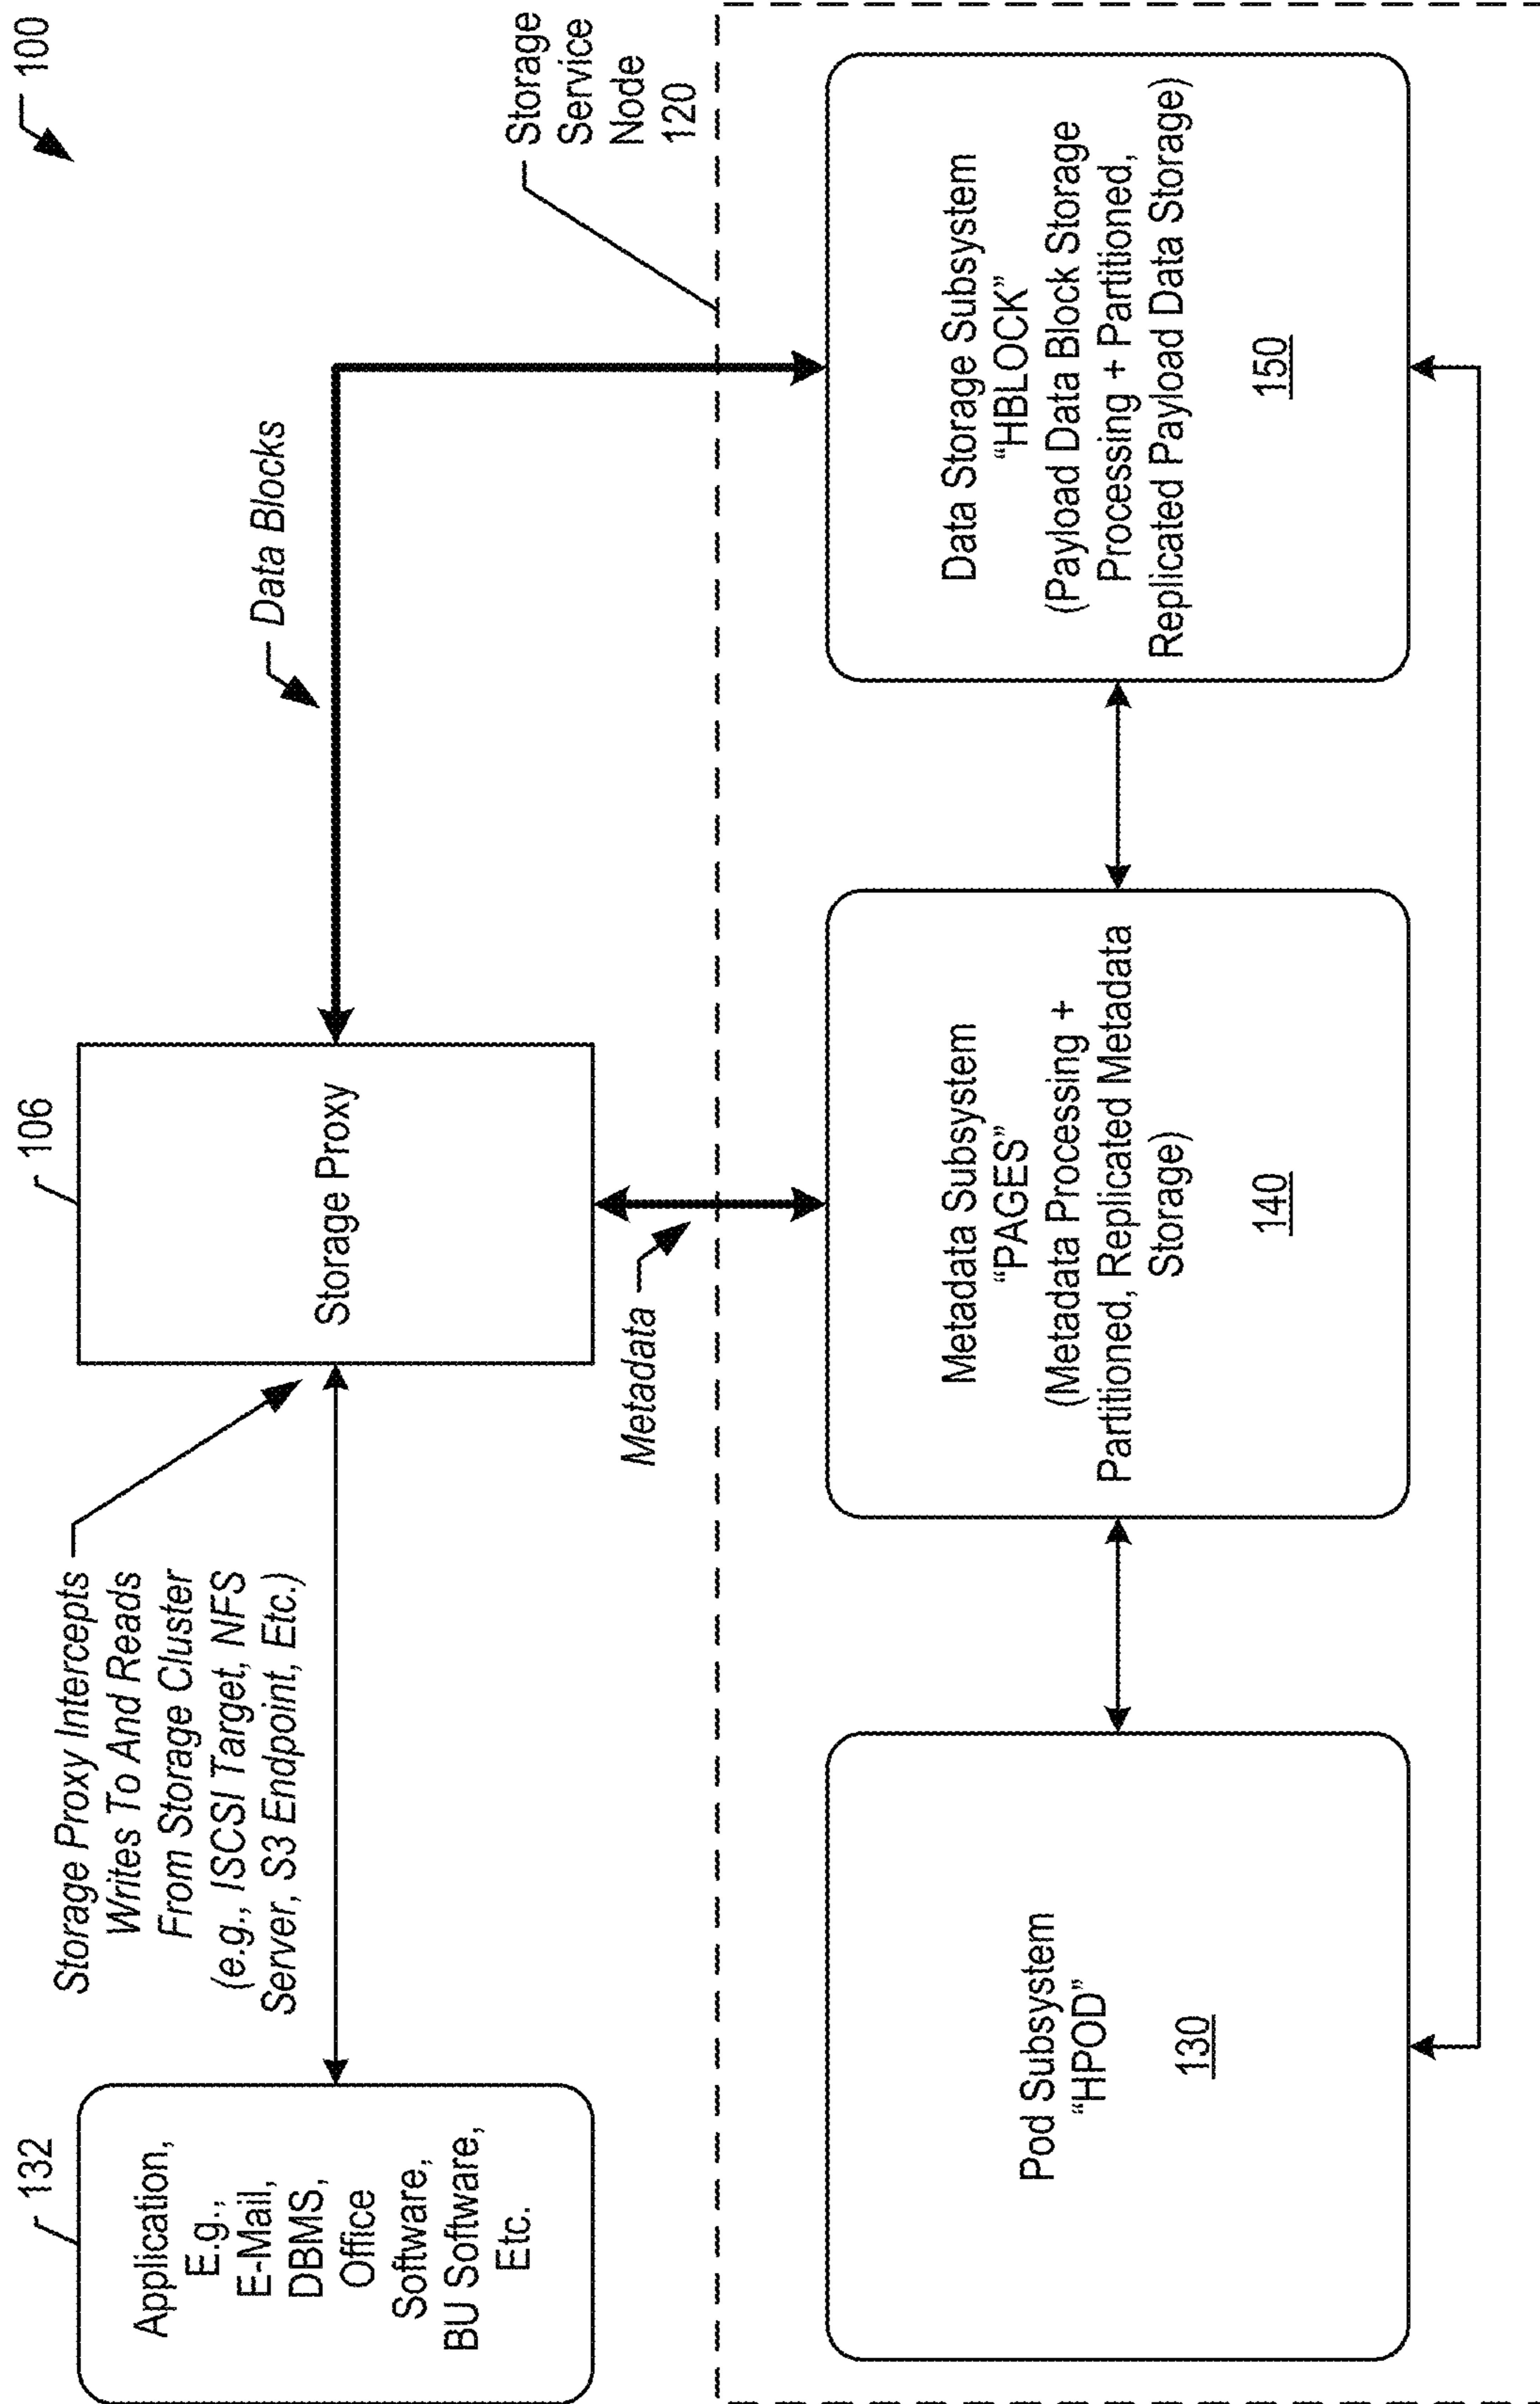 100
132
Application,
E.g.,
E-Mail,
DBMS,
Office
Software,
BU Software,
Etc.
Storage Proxy Intercepts
Writes To And Reads
From Storage Cluster
(e.g., ISCSI Target, NFS
Server, S3 Endpoint, Etc.)
106
Storage Proxy
Data Blocks
Metadata
Storage
Service
Node
120
Pod Subsystem
“HPOD”
130
Metadata Subsystem
“PAGES”
(Metadata Processing +
Partitioned, Replicated Metadata
Storage)
140
Data Storage Subsystem
“HBLOCK”
(Payload Data Block Storage
Processing + Partitioned,
Replicated Payload Data Storage)
150